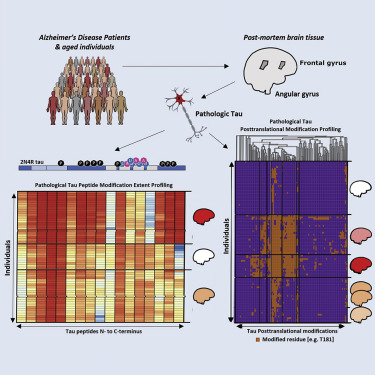 Alzheimer's Disease Patients
& aged individuals
Post-mortem brain tissue
Frontal gyrus
Angular gyrus
Pathologic Tau
Pathological Tau
Posttranslational Modification Profiling
2N4R tau
P P P P P
Pathological Tau Peptide Modification Extent Profiling
Individuals
Individuals
Tau peptides N- to C-terminus
Tau Posttranslational modifications
Modified residue [e.g. T181]